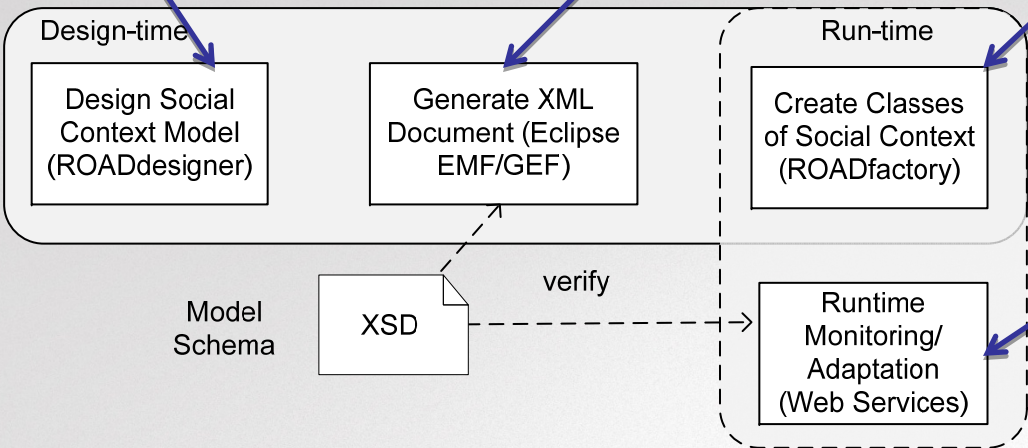 Design-time
Run-time
Design Social
Context Model
(ROADdesigner)
Generate XML
Document (Eclipse
EMF/GEF)
Create Classes
of Social Context
(ROADfactory)
Model
Schema
XSD
verify
Runtime
Monitoring/
Adaptation
(Web Services)